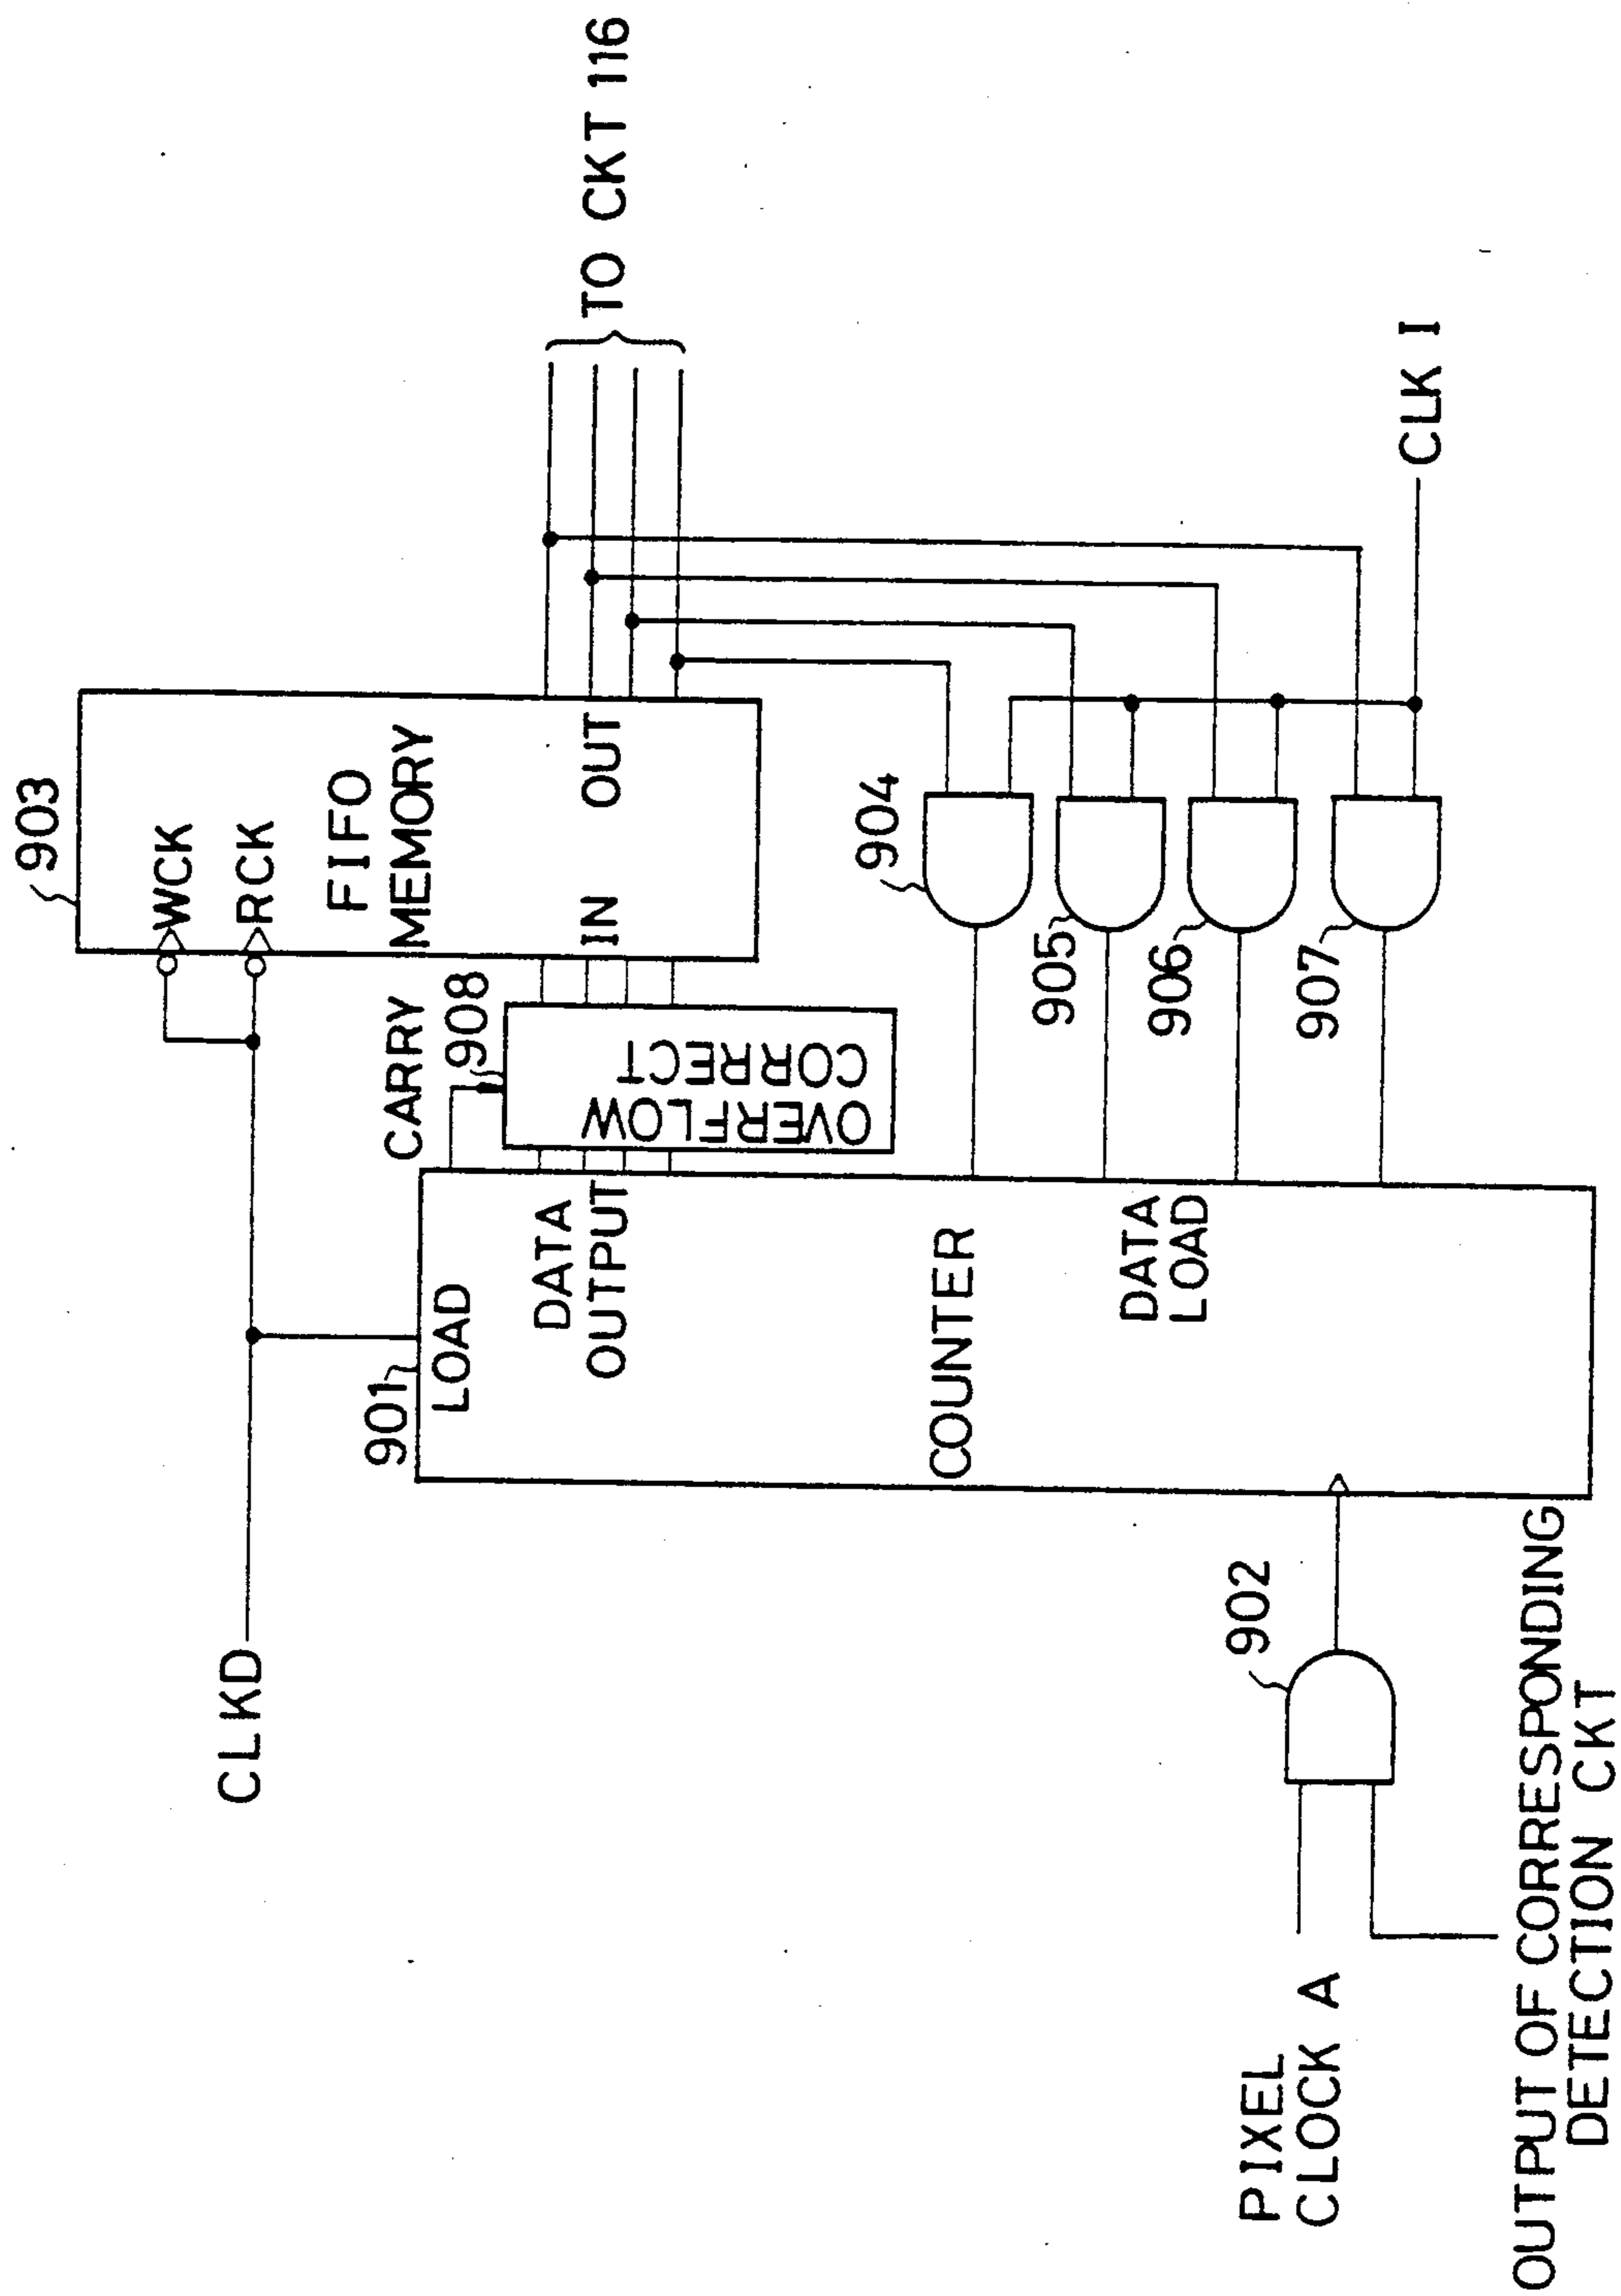 CLKD
903
WCK
RCK
FIFO
MEMORY
IN
OUT
TO CKT 116
CARRY
908
OVERFLOW
CORRECT
901
LOAD
DATA
OUTPUT
COUNTER
DATA
LOAD
904
905
906
907
CLK I
902
PIXEL
CLOCK A
OUTPUT OF CORRESPONDING
DETECTION CKT